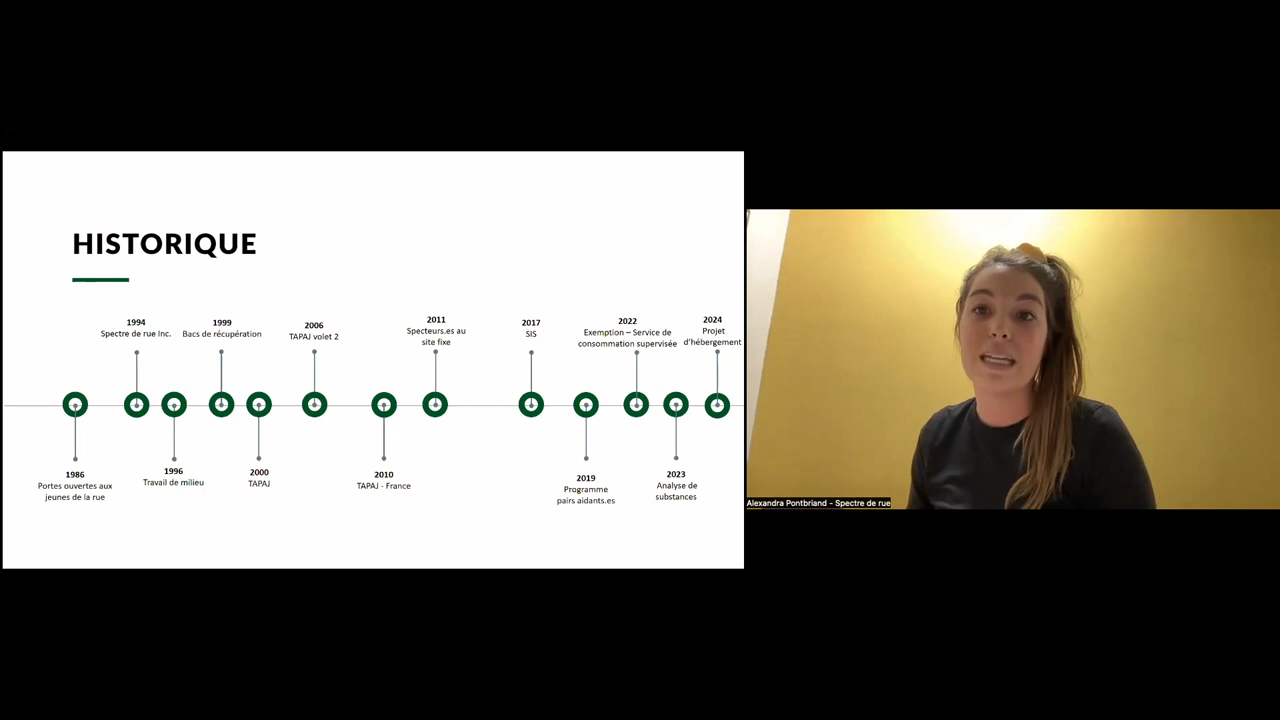 HISTORIQUE
1994
Spectre de rue Inc.
1999
Bacs de récupération
2006
TAPAJ volet 2
2011
Specteurs.es au
site fixe
2017
SIS
2022
Exemption – Service de
consommation supervisée
2024
Projet
d'hébergement
1986
Portes ouvertes aux
jeunes de la rue
1996
Travail de milieu
2000
TAPAJ
2010
TAPAJ - France
2019
Programme
pairs aidants.es
2023
Analyse de
substances
Alexandra Pontbriand - Spectre de rue